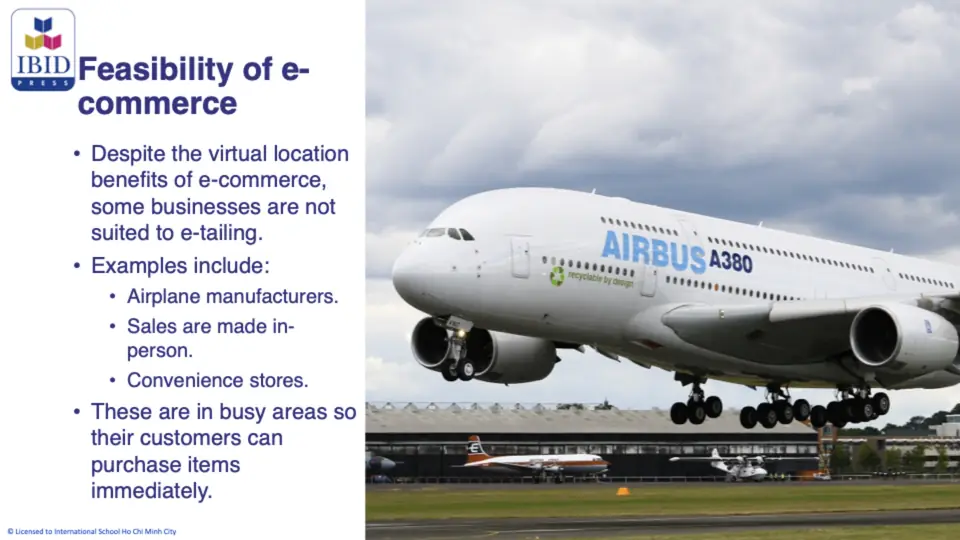 IBID
PRESS
Feasibility of e-
commerce
• Despite the virtual location
benefits of e-commerce,
some businesses are not
suited to e-tailing.
• Examples include:
• Airplane manufacturers.
• Sales are made in-
person.
• Convenience stores.
• These are in busy areas so
their customers can
purchase items
immediately.
© Licensed to International School Ho Chi Minh City
AIRBUS A380
recyclable by design